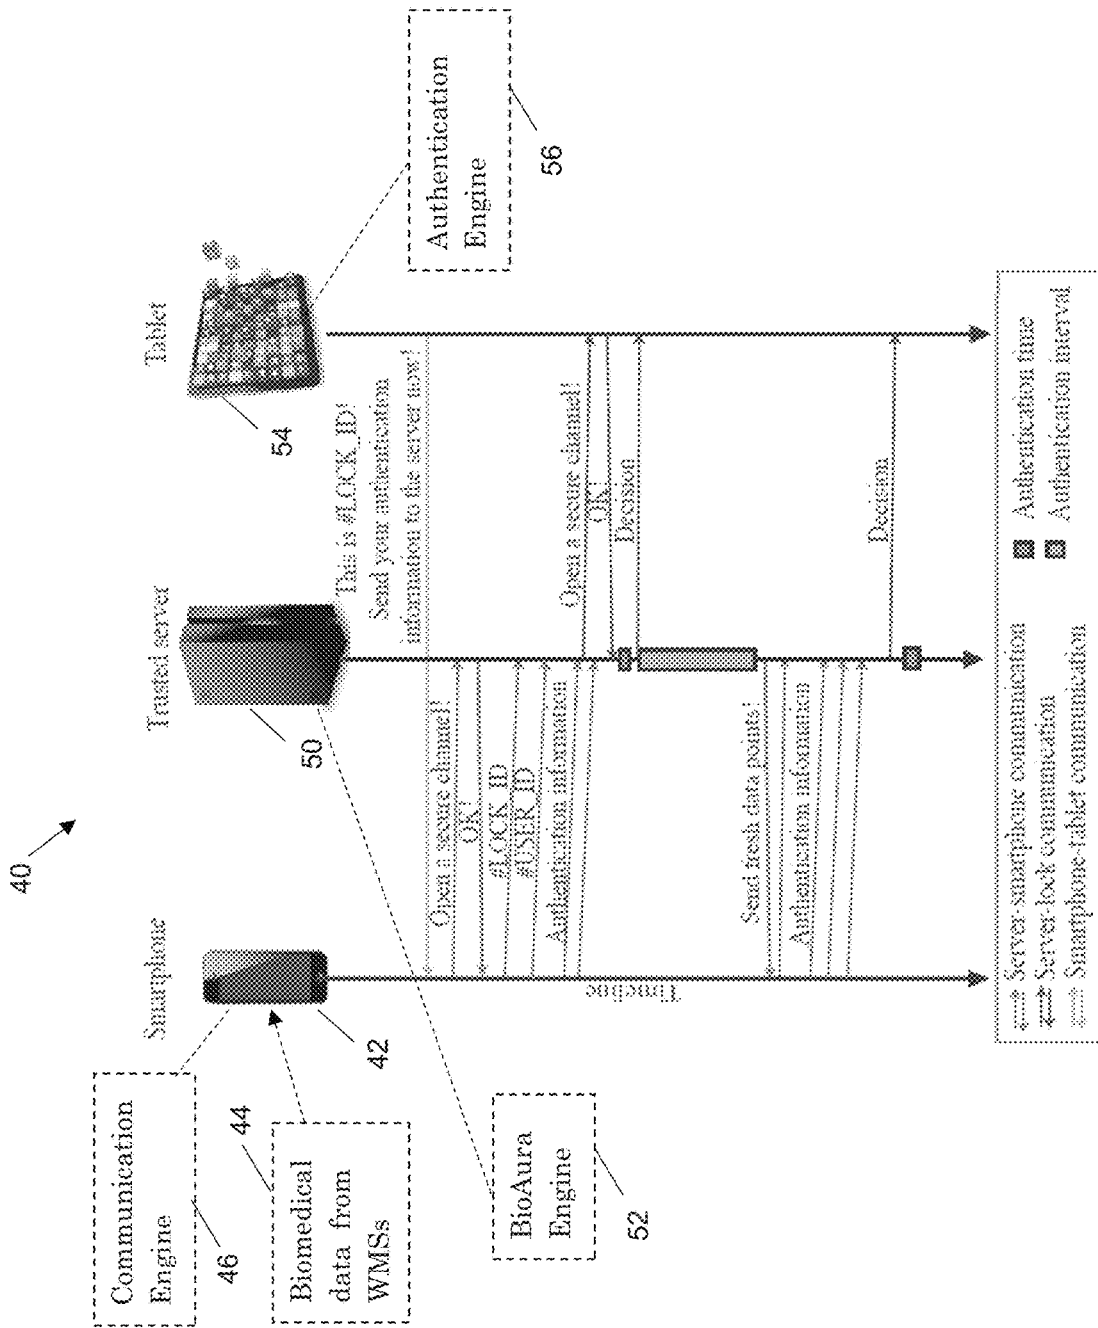 40
Smartphone
Trusted server
Tablet
Communication
Engine
46
Biomedical
data from
WMSs
44
42
50
54
BioAura
Engine
52
Authentication
Engine
56
This is #LOCK_ID!
Send your authentication
information to the server now!
Open a secure channel!
OK!
#LOCK_ID
#USER_ID
Authentication information
Open a secure channel!
OK!
Decision
Send fresh data points!
Authentication information
Decision
Timeline
Server-smartphone communication
Server-lock communication
Smartphone-tablet communication
Authentication time
Authentication interval